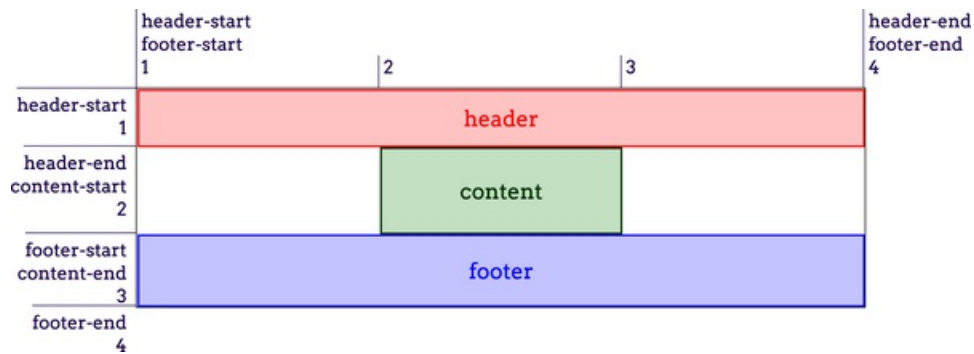 header-start
footer-start
1
2
3
header-end
footer-end
4
header-start
1
header
header-end
content-start
2
content
footer-start
content-end
3
footer
footer-end
4